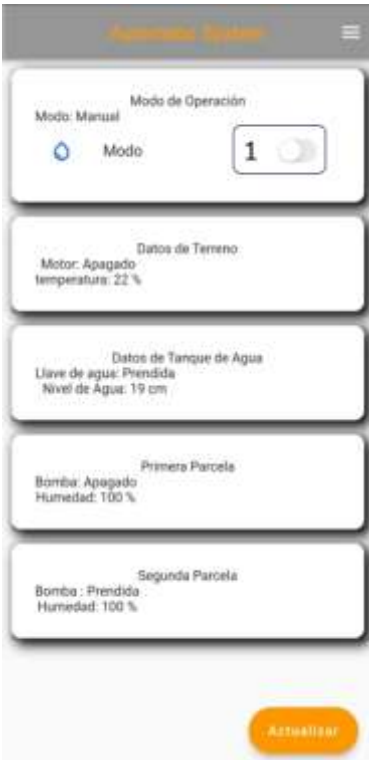 Modo de Operación
Modo: Manual
Modo
1
Datos de Terreno
Motor: Apagado
temperatura: 22 %
Datos de Tanque de Agua
Llave de agua: Prendida
Nivel de Agua: 19 cm
Primera Parcela
Bomba: Apagado
Humedad: 100 %
Segunda Parcela
Bomba : Prendida
Humedad: 100 %
Actualizar